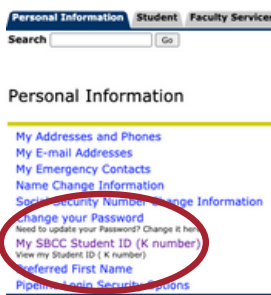 Personal Information Student Faculty Services
Search Go
Personal Information
My Addresses and Phones
My E-mail Addresses
My Emergency Contacts
Name Change Information
Social Security Number Change Information
Change your Password
Need to update your Password? Change it here
My SBCC Student ID (K number)
View my Student ID ( K number)
Preferred First Name
Pipeline Login Security Options